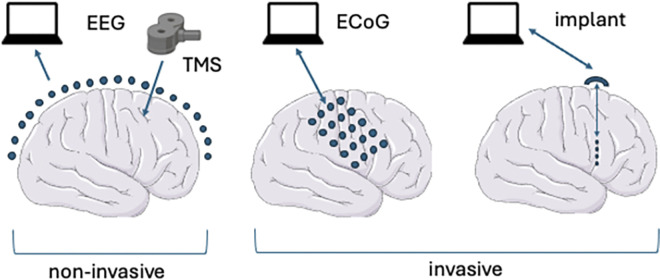 EEG
TMS
ECoG
implant
non-invasive
invasive